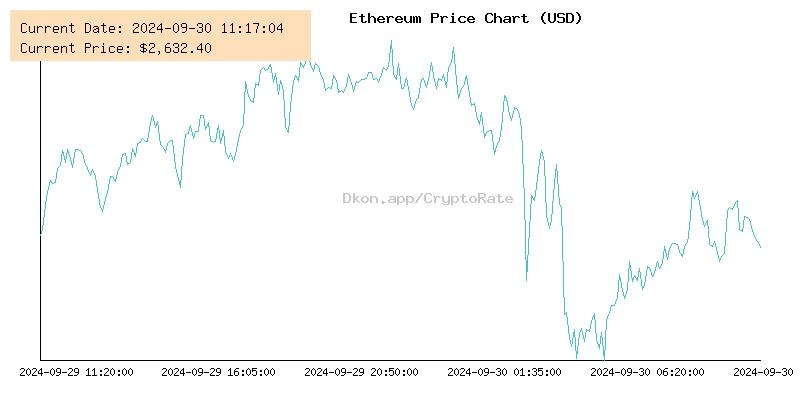 Ethereum Price Chart (USD)
Current Date: 2024-09-30 11:17:04
Current Price: $2,632.40
Dkon.app/CryptoRate
2024-09-29 11:20:00
2024-09-29 16:05:00
2024-09-29 20:50:00
2024-09-30 01:35:00
2024-09-30 06:20:00
2024-09-30